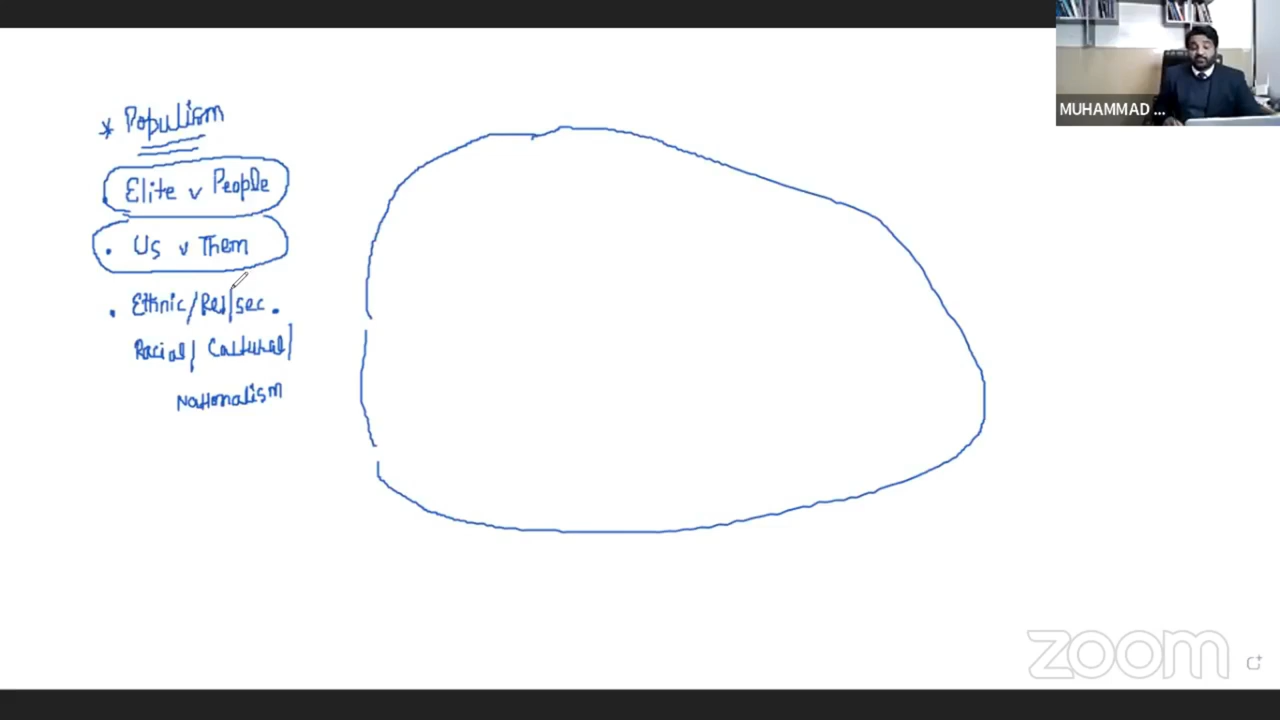 * Populism
Elite v People
• Us v Them
• Ethnic/Rel/sec.
Racial/ Cultural/
Nationalism
MUHAMMAD ...
zoom